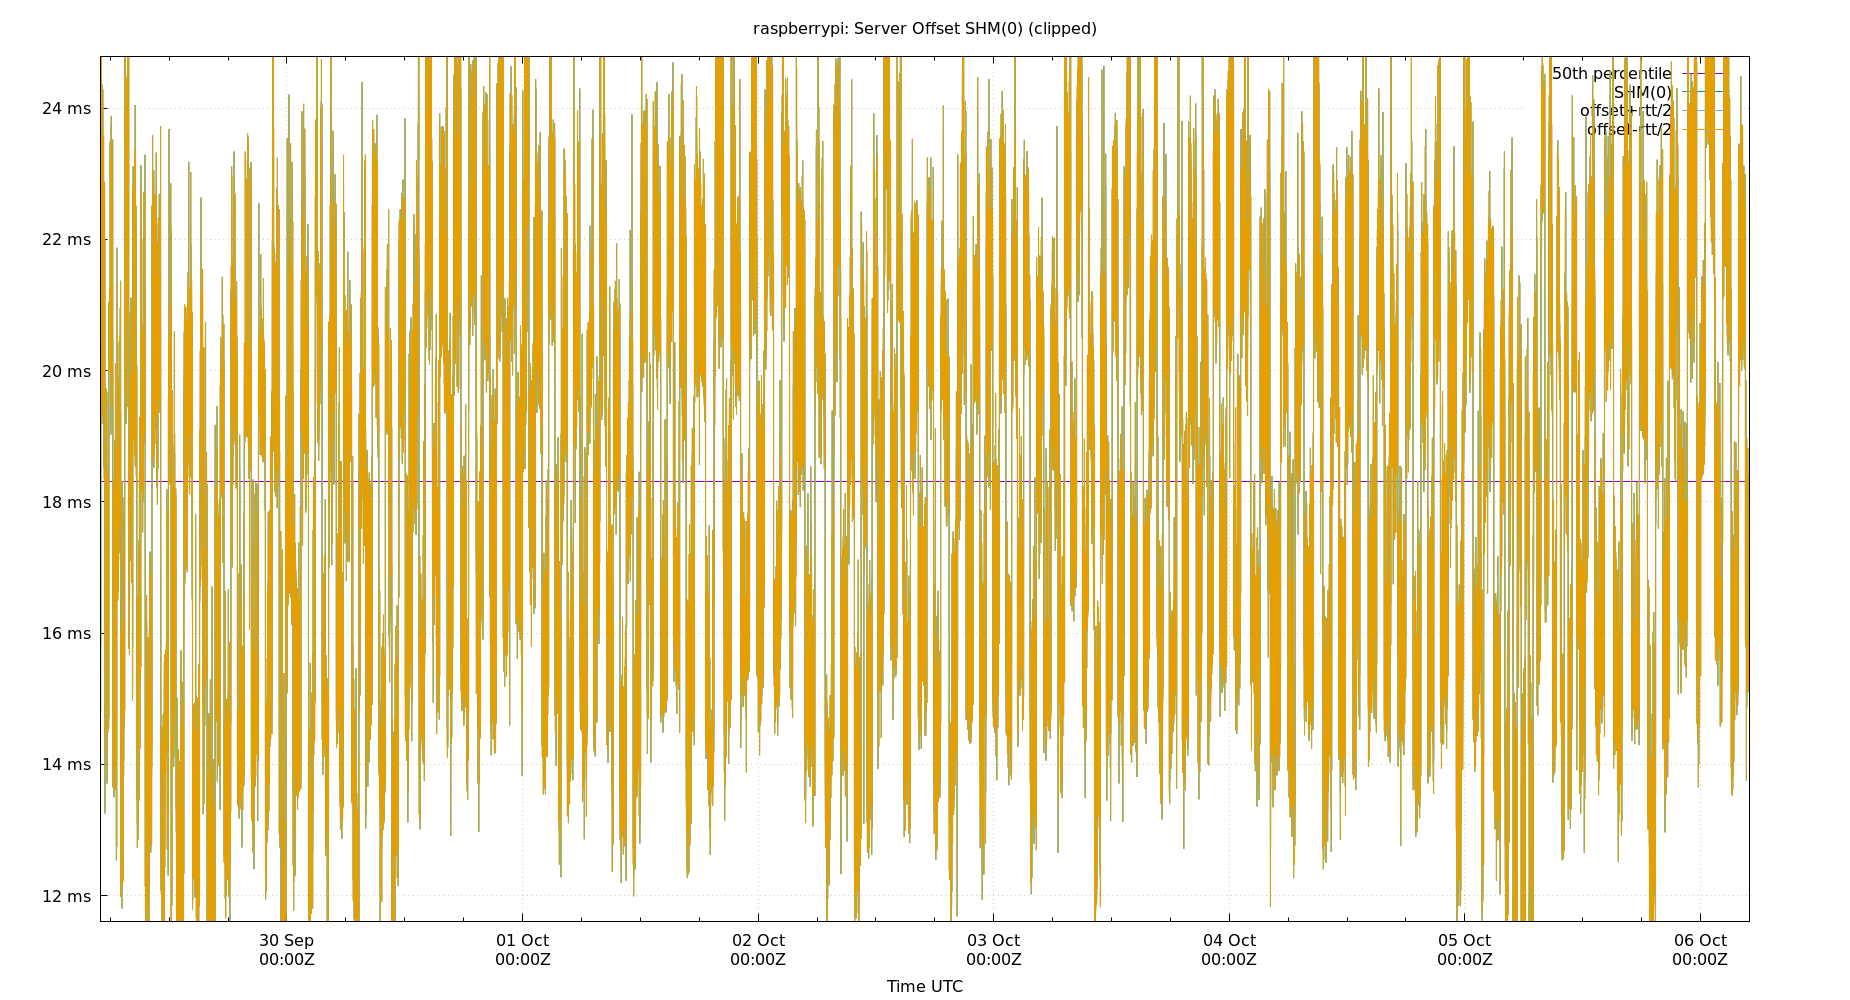 raspberrypi: Server Offset SHM(0) (clipped)
50th percentile
SHM(0)
offset+rtt/2
offset-rtt/2
24 ms
22 ms
20 ms
18 ms
16 ms
14 ms
12 ms
30 Sep 01 Oct 02 Oct 03 Oct 04 Oct 05 Oct 06 Oct
00:00Z 00:00Z 00:00Z 00:00Z 00:00Z 00:00Z 00:00Z
Time UTC